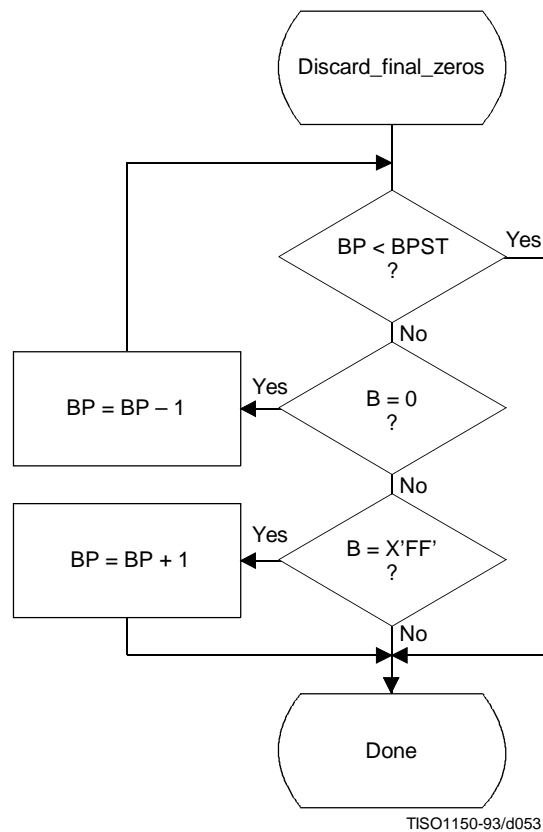 Discard_final_zeros
BP < BPST
?
Yes
No
BP = BP – 1
Yes
B = 0
?
No
BP = BP + 1
Yes
B = X’FF’
?
No
Done
TISO1150-93/d053